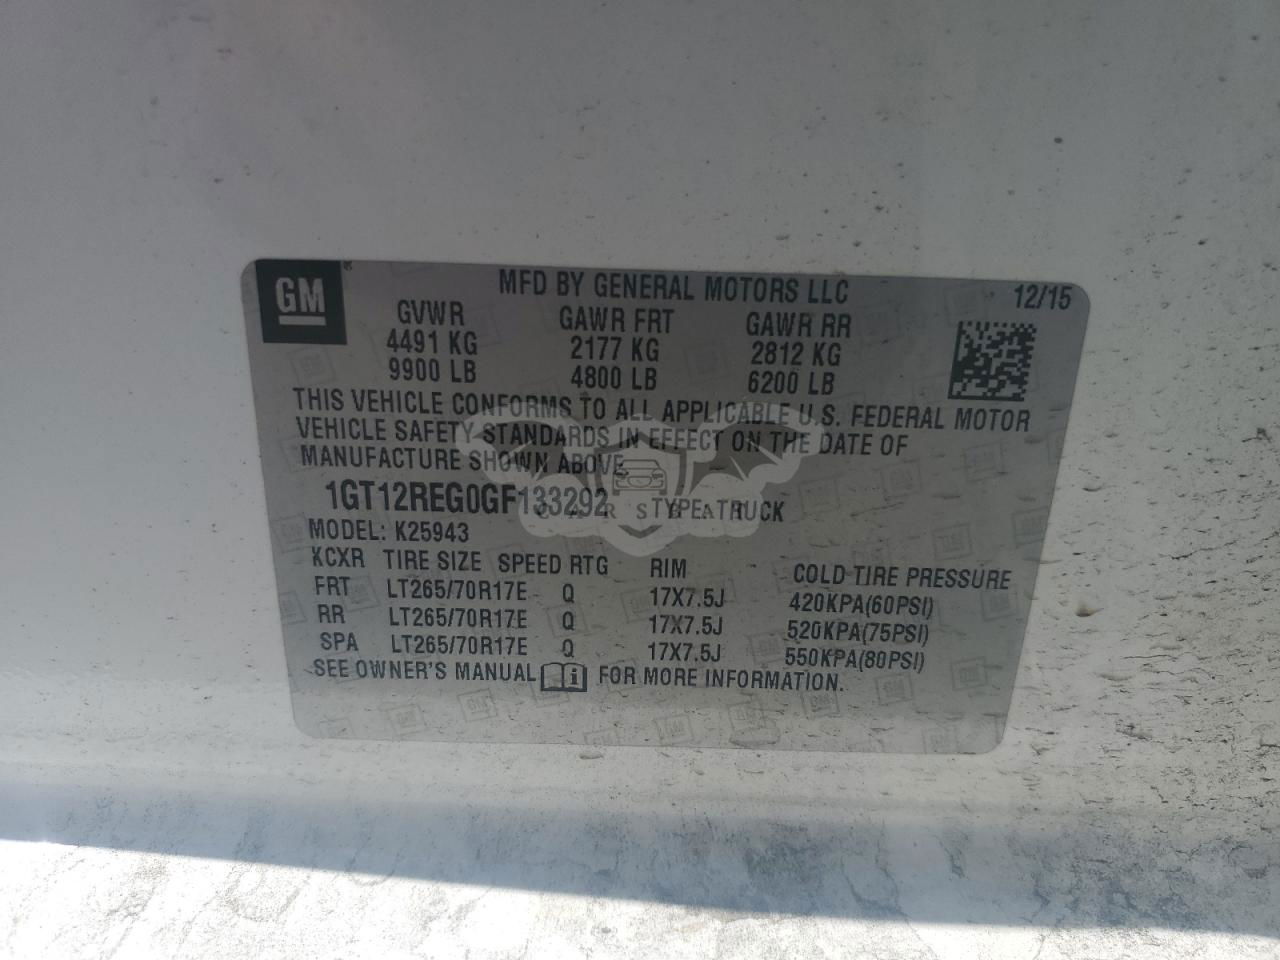 GM
MFD BY GENERAL MOTORS LLC 12/15
GVWR GAWR FRT GAWR RR
4491 KG 2177 KG 2812 KG
9900 LB 4800 LB 6200 LB
THIS VEHICLE CONFORMS TO ALL APPLICABLE U.S. FEDERAL MOTOR
VEHICLE SAFETY STANDARDS IN EFFECT ON THE DATE OF
MANUFACTURE SHOWN ABOVE.
1GT12REG0GF133292 TYPE: TRUCK
CARSBAT
MODEL: K25943
KCXR TIRE SIZE SPEED RTG RIM COLD TIRE PRESSURE
FRT LT265/70R17E Q 17X7.5J 420KPA(60PSI)
RR LT265/70R17E Q 17X7.5J 520KPA(75PSI)
SPA LT265/70R17E Q 17X7.5J 550KPA(80PSI)
SEE OWNER'S MANUAL i FOR MORE INFORMATION.